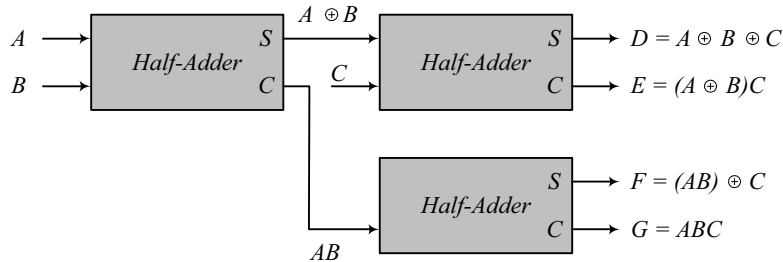 A ⊕ B
A
S
D = A ⊕ B ⊕ C
Half-Adder
S
Half-Adder
B
C
C
C
E = (A ⊕ B)C
S
F = (AB) ⊕ C
Half-Adder
AB
C
G = ABC